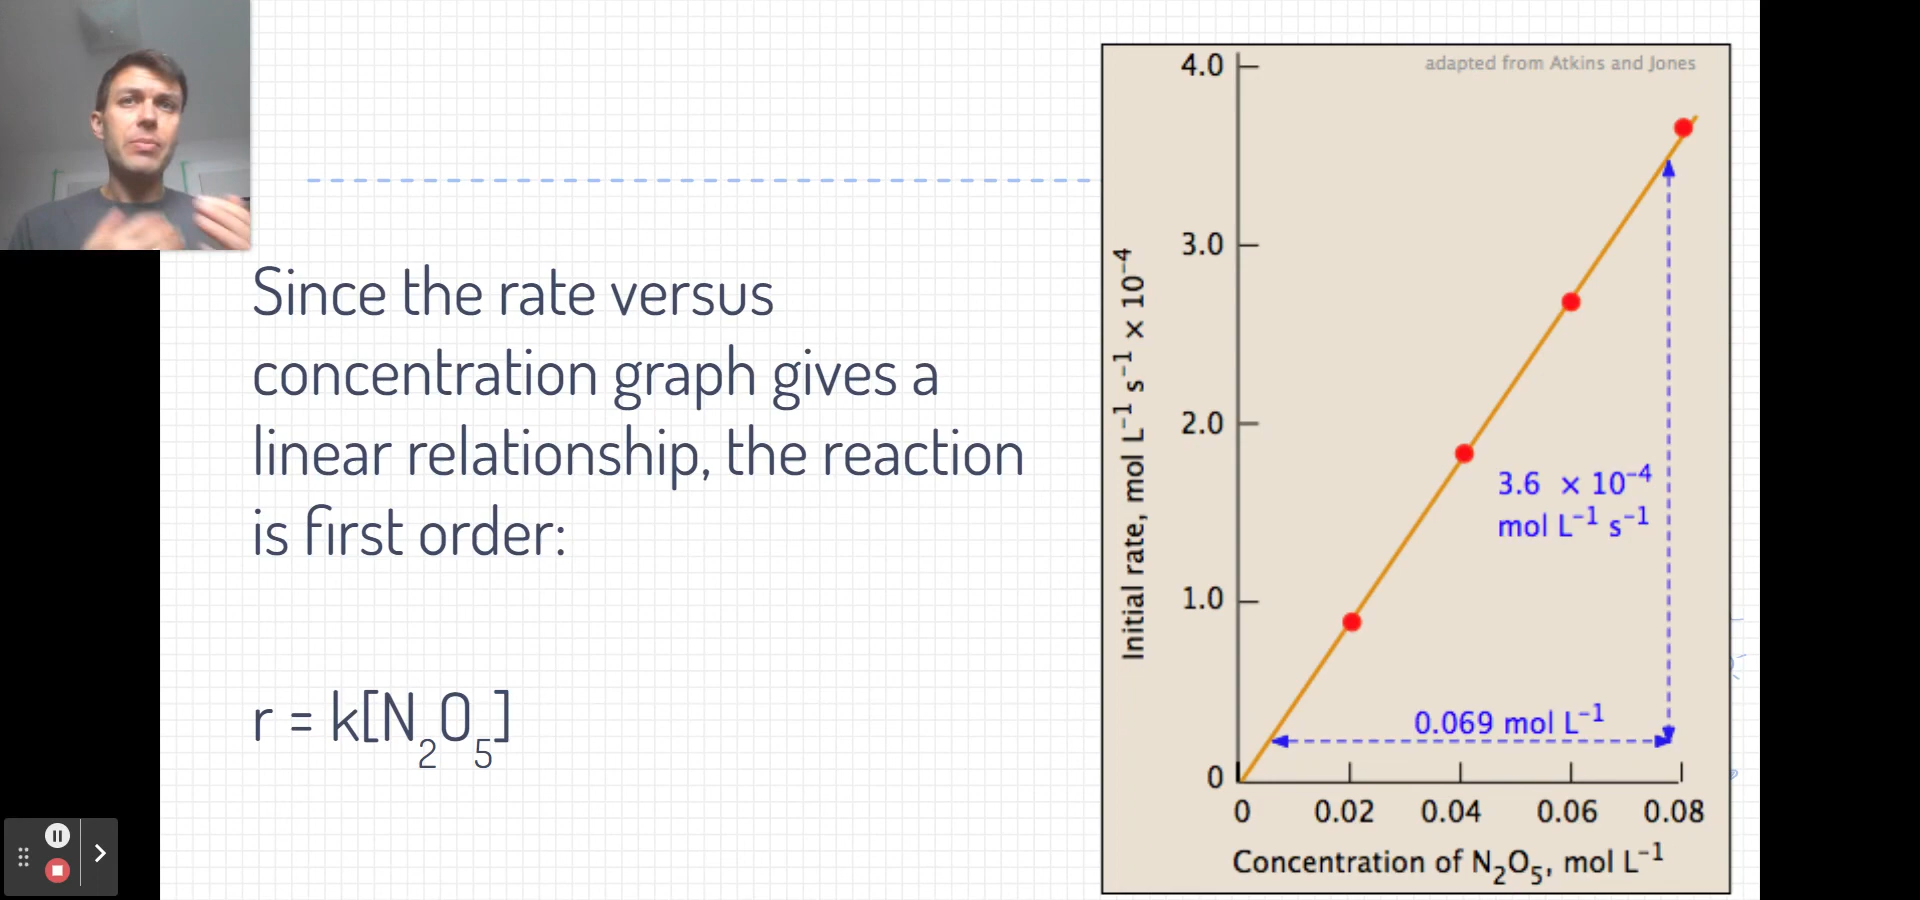 Since the rate versus
concentration graph gives a
linear relationship, the reaction
is first order:
r = k[N₂O₅]
adapted from Atkins and Jones
4.0
3.0
2.0
1.0
0
Initial rate, mol L⁻¹ s⁻¹ × 10⁻⁴
3.6 × 10⁻⁴
mol L⁻¹ s⁻¹
0.069 mol L⁻¹
0 0.02 0.04 0.06 0.08
Concentration of N₂O₅, mol L⁻¹